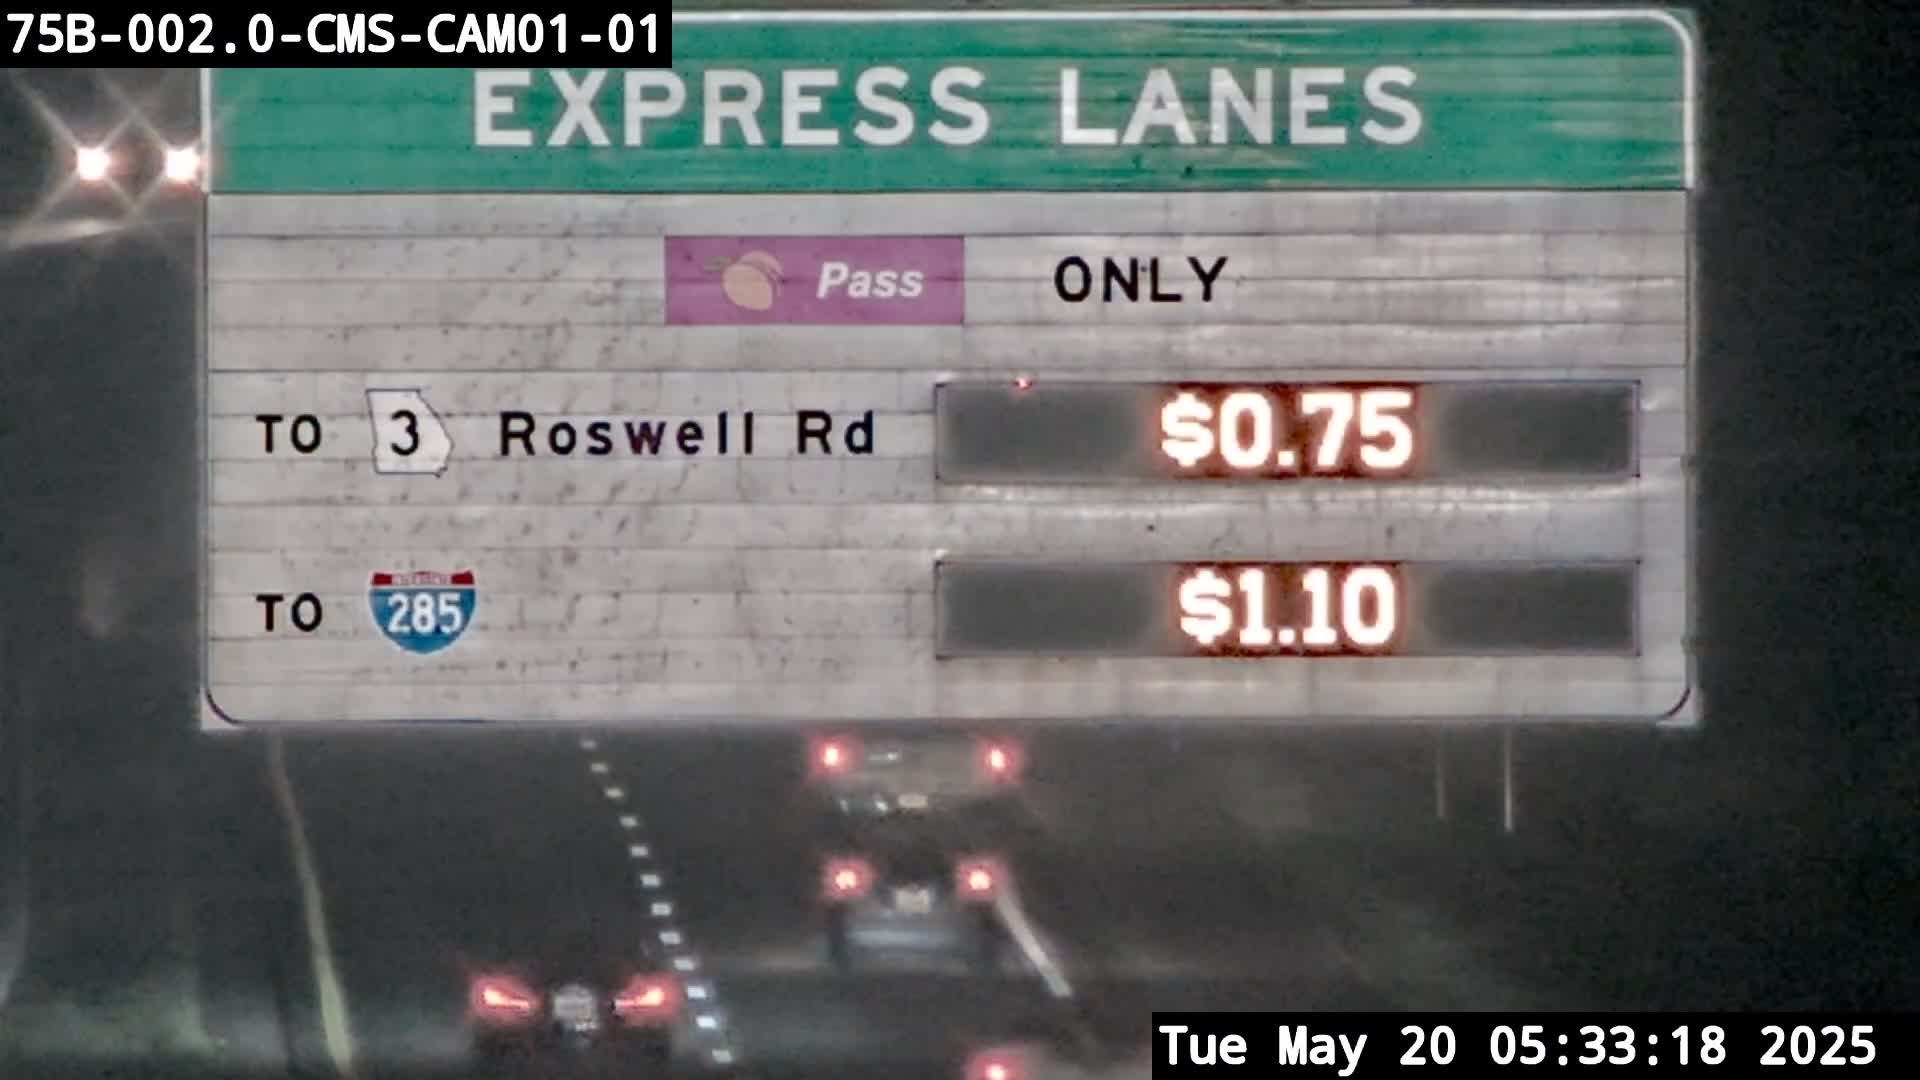 75B-002.0-CMS-CAM01-01
EXPRESS LANES
Pass ONLY
TO 3 Roswell Rd $0.75
TO 285 $1.10
Tue May 20 05:33:18 2025